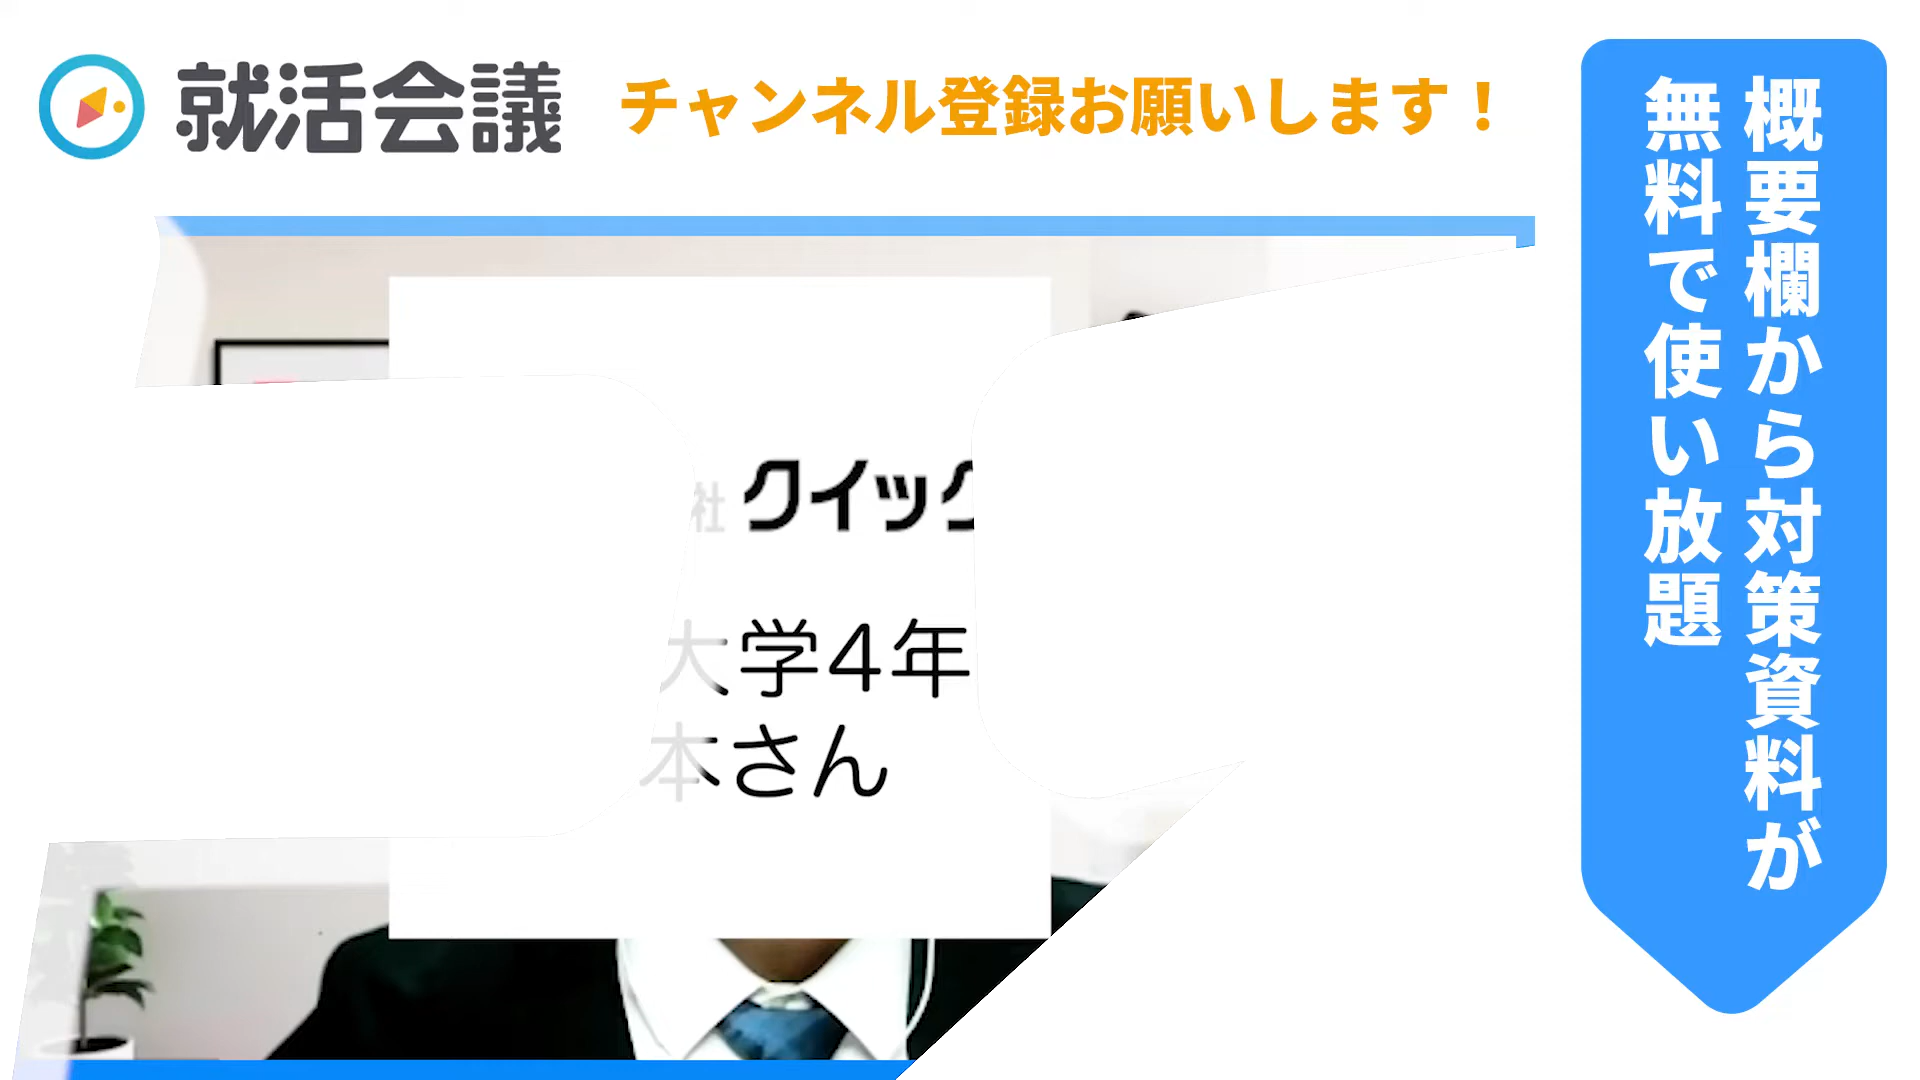 就活会議
チャンネル登録お願いします！
概要欄から対策資料が
無料で使い放題
社 クイック
大学4年
本さん